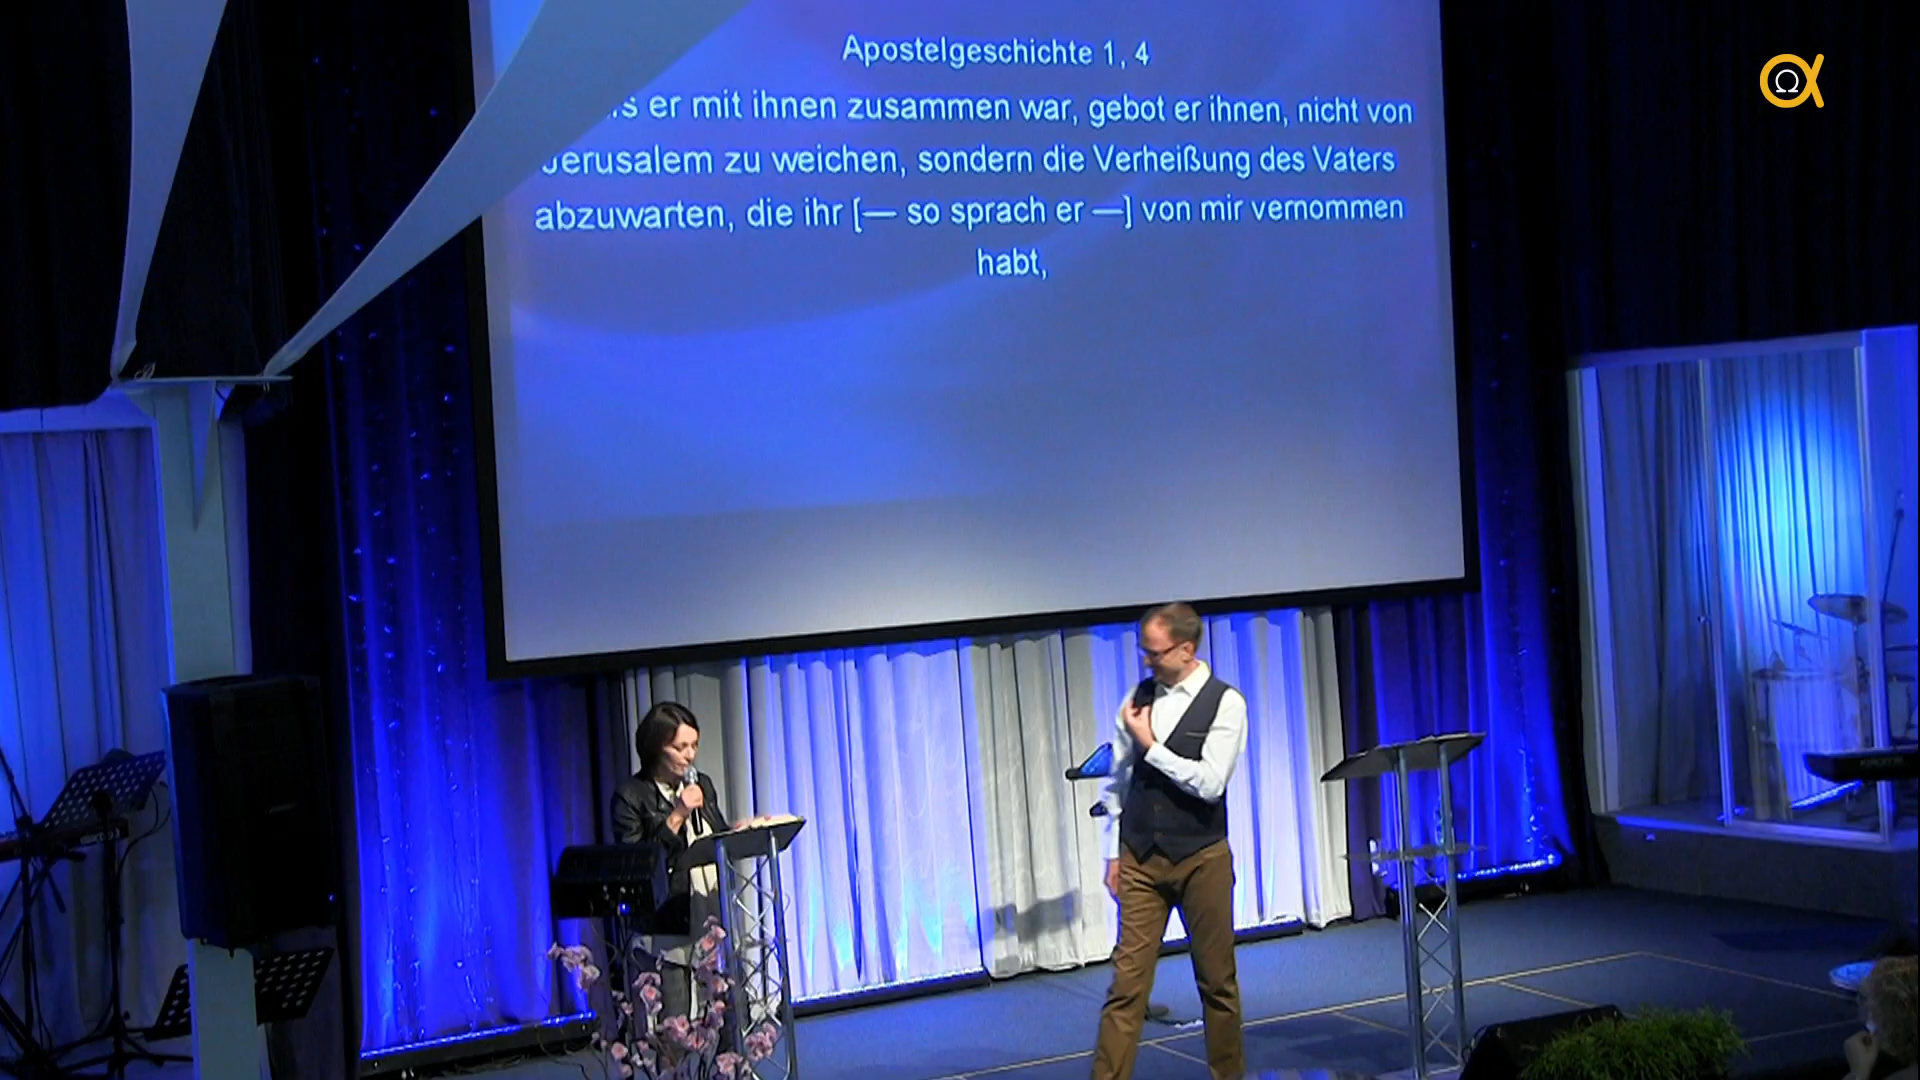 Apostelgeschichte 1, 4
er mit ihnen zusammen war, gebot er ihnen, nicht von
Jerusalem zu weichen, sondern die Verheißung des Vaters
abzuwarten, die ihr [— so sprach er —] von mir vernommen
habt,